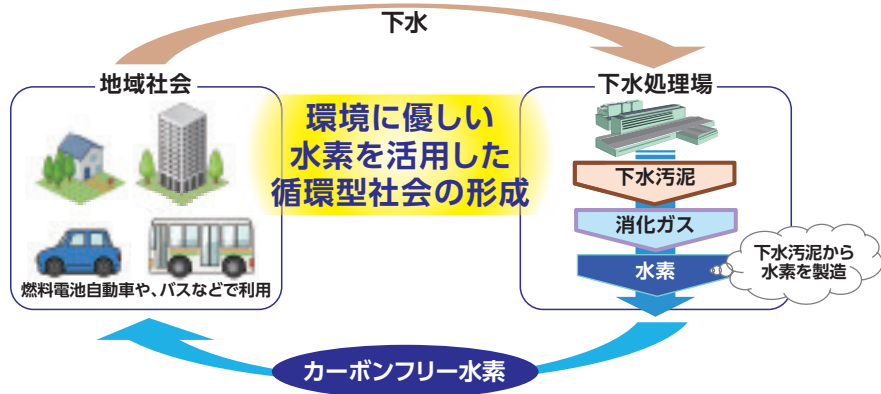 下水
地域社会
下水処理場
環境に優しい
水素を活用した
循環型社会の形成
下水汚泥
消化ガス
水素
下水汚泥から
水素を製造
燃料電池自動車や、バスなどで利用
カーボンフリー水素